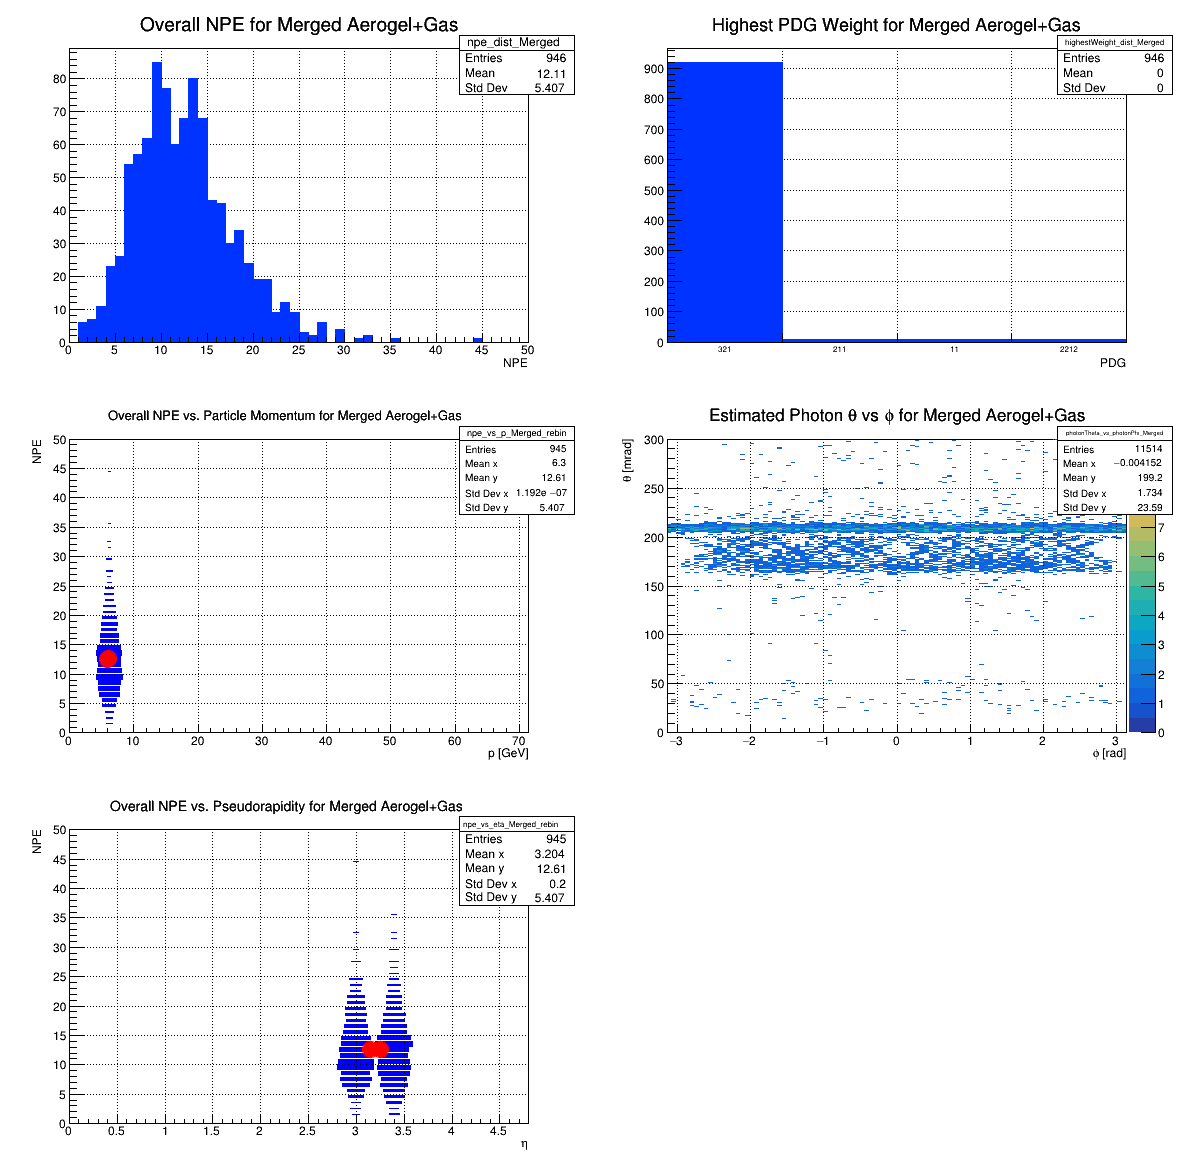 Overall NPE for Merged Aerogel+Gas
npe_dist_Merged
Entries 946
Mean 12.11
Std Dev 5.407
80
70
60
50
40
30
20
10
0
0 5 10 15 20 25 30 35 40 45 50
NPE
Highest PDG Weight for Merged Aerogel+Gas
highestWeight_dist_Merged
Entries 946
Mean 0
Std Dev 0
900
800
700
600
500
400
300
200
100
0
321 211 11 2212
PDG
Overall NPE vs. Particle Momentum for Merged Aerogel+Gas
npe_vs_p_Merged_rebin
Entries 945
Mean x 6.3
Mean y 12.61
Std Dev x 1.192e −07
Std Dev y 5.407
NPE
50
45
40
35
30
25
20
15
10
5
0
0 10 20 30 40 50 60 70
p [GeV]
Estimated Photon θ vs ϕ for Merged Aerogel+Gas
photonTheta_vs_photonPhi_Merged
Entries 11514
Mean x −0.004152
Mean y 199.2
Std Dev x 1.734
Std Dev y 23.59
θ [mrad]
300
250
200
150
100
50
0
−3 −2 −1 0 1 2 3
ϕ [rad]
7
6
5
4
3
2
1
0
Overall NPE vs. Pseudorapidity for Merged Aerogel+Gas
npe_vs_eta_Merged_rebin
Entries 945
Mean x 3.204
Mean y 12.61
Std Dev x 0.2
Std Dev y 5.407
NPE
50
45
40
35
30
25
20
15
10
5
0
0 0.5 1 1.5 2 2.5 3 3.5 4 4.5
η